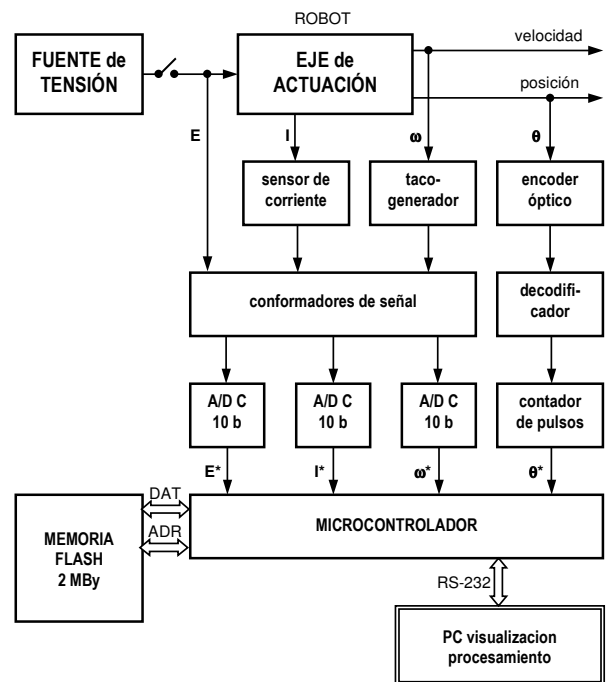 ROBOT
velocidad
FUENTE de
TENSIÓN
EJE de
ACTUACIÓN
posición
E
I
ω
θ
sensor de
corriente
taco-
generador
encoder
óptico
conformadores de señal
decodifi-
cador
A/D C
10 b
A/D C
10 b
A/D C
10 b
contador
de pulsos
E*
I*
ω*
θ*
DAT
ADR
MEMORIA
FLASH
2 MBy
MICROCONTROLADOR
RS-232
PC visualizacion
procesamiento